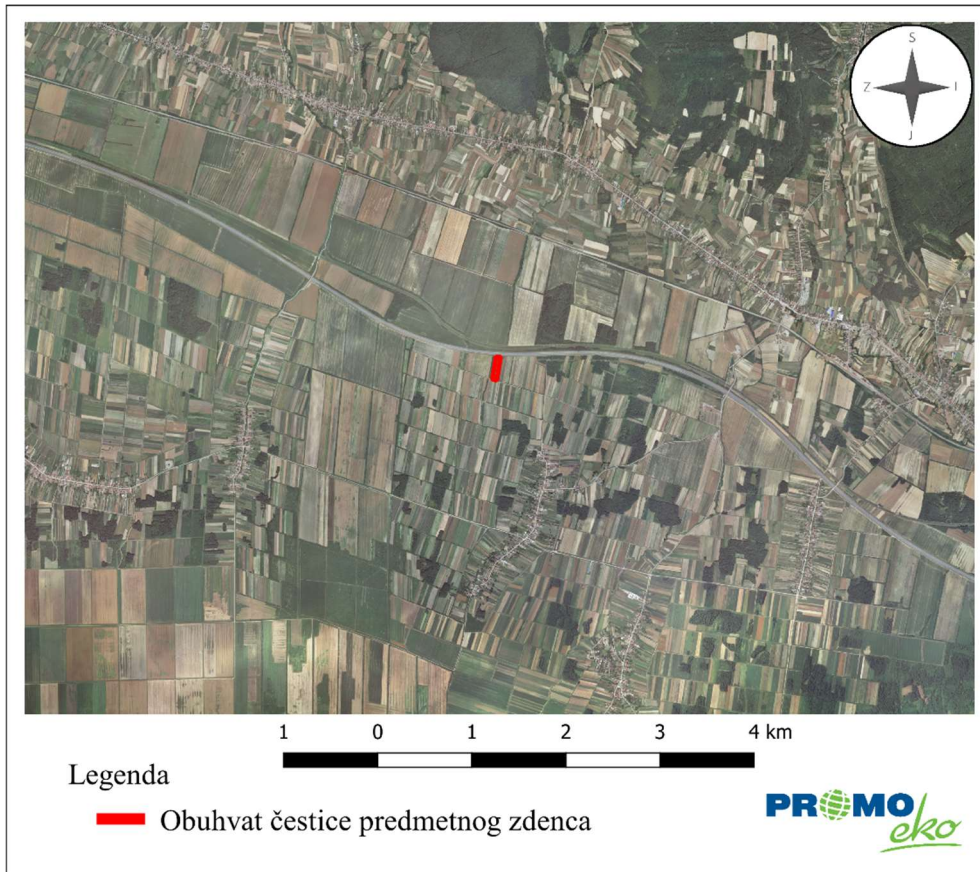 S
Z I
J
1 0 1 2 3 4 km
Legenda
Obuhvat čestice predmetnog zdenca
PROMO
eko